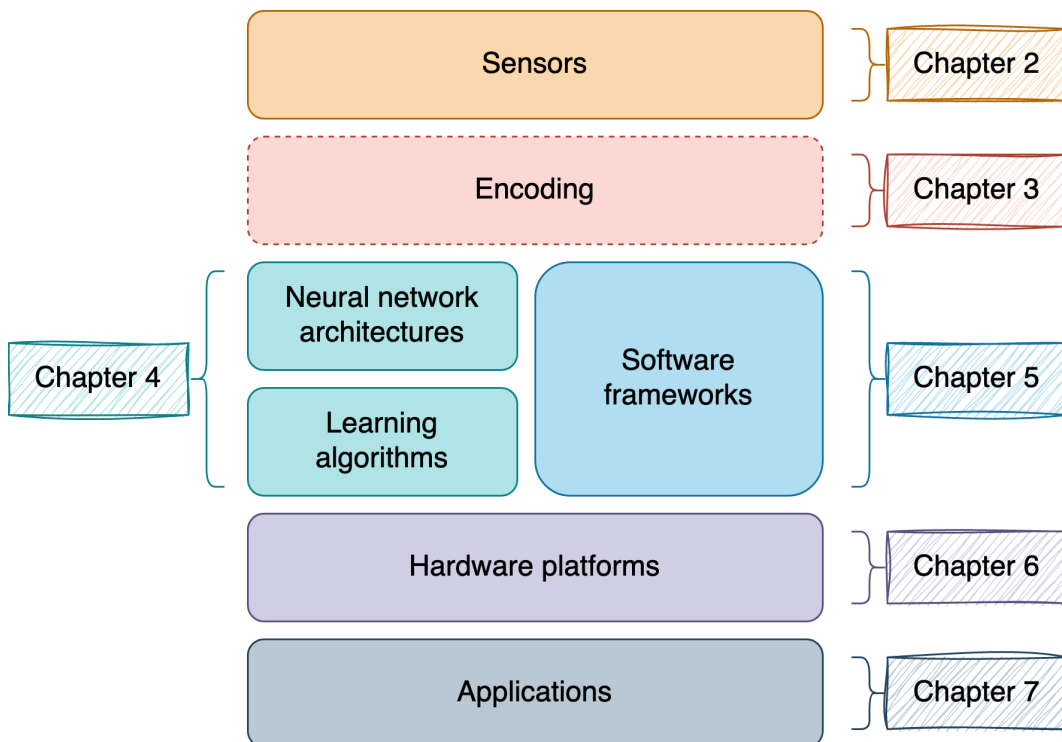 Sensors
Chapter 2
Encoding
Chapter 3
Chapter 4
Neural network
architectures
Learning
algorithms
Software
frameworks
Chapter 5
Hardware platforms
Chapter 6
Applications
Chapter 7